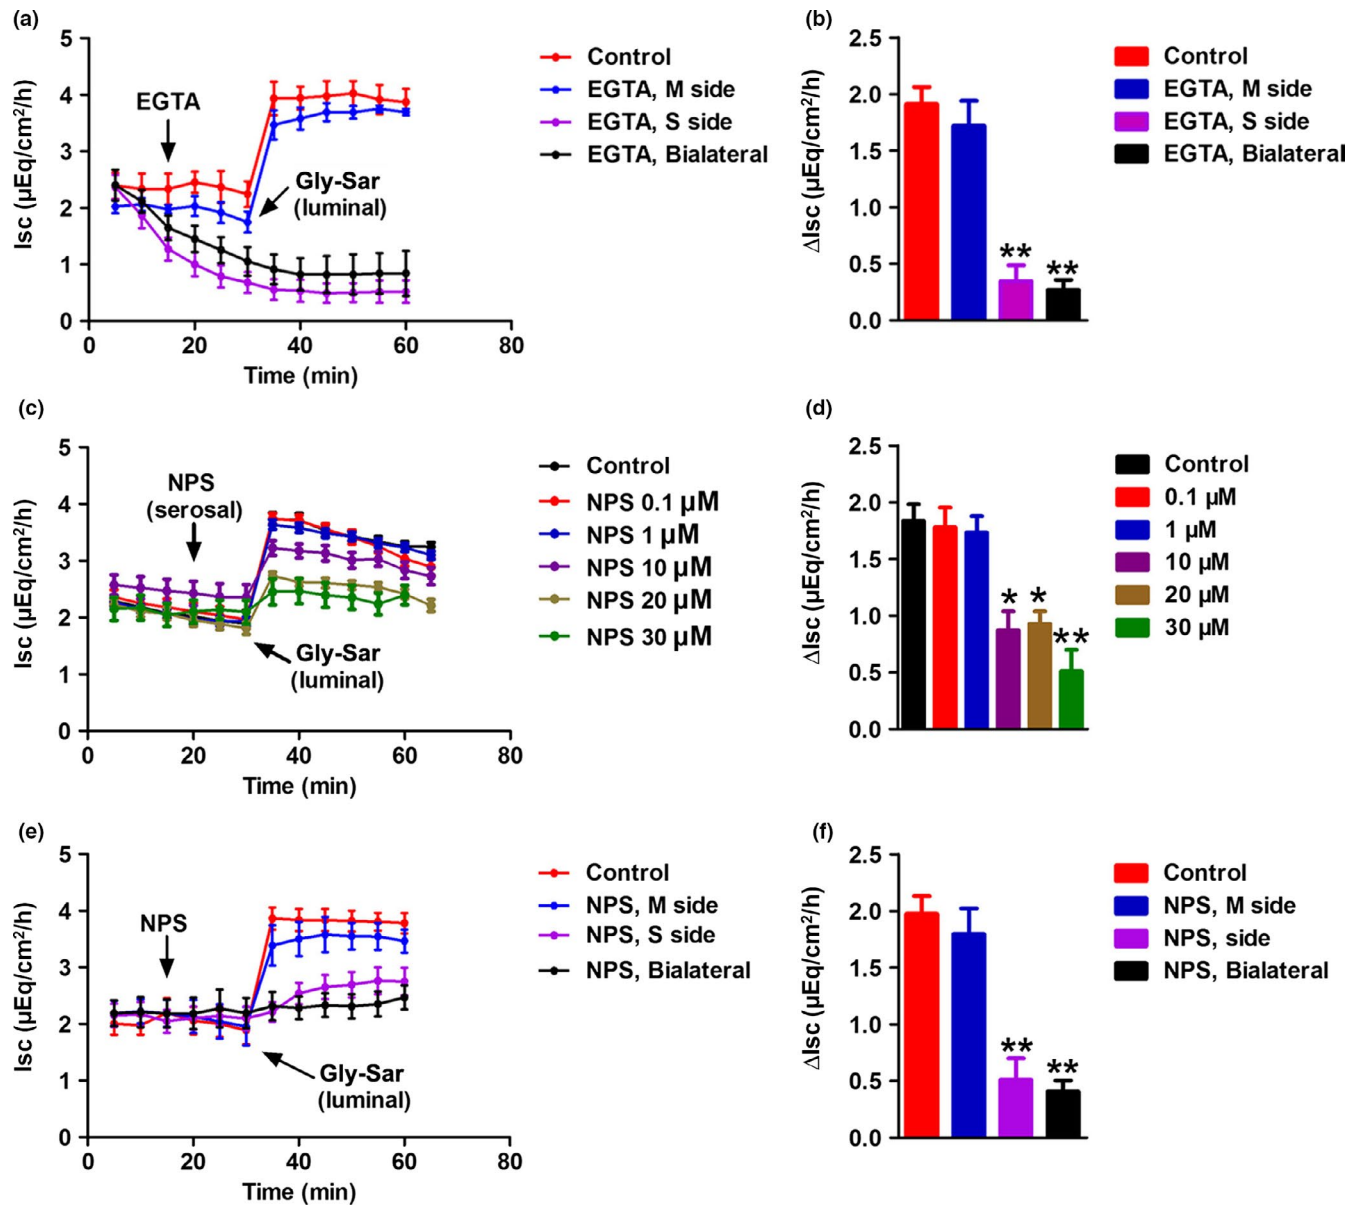 (a)
Isc (µEq/cm²/h)
5
4
3
2
1
0
0 20 40 60 80
Time (min)
EGTA
Gly-Sar
(luminal)
Control
EGTA, M side
EGTA, S side
EGTA, Bialateral
(b)
ΔIsc (µEq/cm²/h)
2.5
2.0
1.5
1.0
0.5
0.0
** **
Control
EGTA, M side
EGTA, S side
EGTA, Bialateral
(c)
Isc (µEq/cm²/h)
5
4
3
2
1
0
0 20 40 60 80
Time (min)
NPS
(serosal)
Gly-Sar
(luminal)
Control
NPS 0.1 µM
NPS 1 µM
NPS 10 µM
NPS 20 µM
NPS 30 µM
(d)
ΔIsc (µEq/cm²/h)
2.5
2.0
1.5
1.0
0.5
0.0
* * **
Control
0.1 µM
1 µM
10 µM
20 µM
30 µM
(e)
Isc (µEq/cm²/h)
5
4
3
2
1
0
0 20 40 60 80
Time (min)
NPS
Gly-Sar
(luminal)
Control
NPS, M side
NPS, S side
NPS, Bialateral
(f)
ΔIsc (µEq/cm²/h)
2.5
2.0
1.5
1.0
0.5
0.0
** **
Control
NPS, M side
NPS, side
NPS, Bialateral